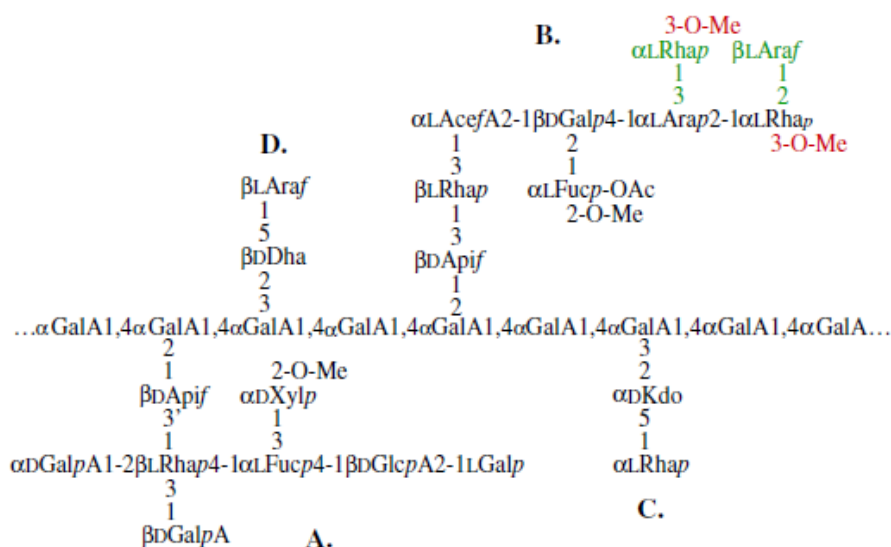 3-O-Me
B.
αLRhap βLAraf
1 1
3 2
αLAcefA2-1βDGalp4-1αLArap2-1αLRhap
D.
1 2 3-O-Me
3 1
βLAraf βLRhap αLFucp-OAc
1 1 2-O-Me
5 3
βDDha βDApif
2 1
3 2
...αGalA1,4αGalA1,4αGalA1,4αGalA1,4αGalA1,4αGalA1,4αGalA1,4αGalA1,4αGalA...
2 3
1 2-O-Me 2
βDApif αDXylp αDKdo
3' 1 5
1 3 1
αDGalpA1-2βLRhap4-1αLFucp4-1βDGlcpA2-1LGalp αLRhap
3
1 C.
βDGalpA A.